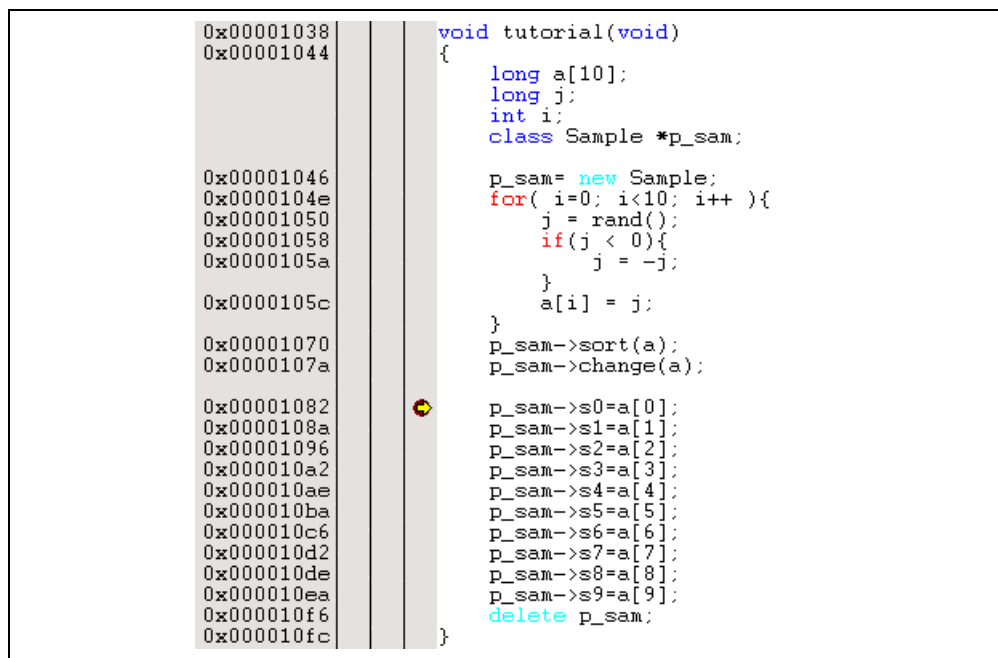 0x00001038 void tutorial(void)
0x00001044 {
long a[10];
long j;
int i;
class Sample *p_sam;
0x00001046 p_sam= new Sample;
0x0000104e for( i=0; i<10; i++ ){
0x00001050 j = rand();
0x00001058 if(j < 0){
0x0000105a j = -j;
}
0x0000105c a[i] = j;
}
0x00001070 p_sam->sort(a);
0x0000107a p_sam->change(a);
0x00001082 p_sam->s0=a[0];
0x0000108a p_sam->s1=a[1];
0x00001096 p_sam->s2=a[2];
0x000010a2 p_sam->s3=a[3];
0x000010ae p_sam->s4=a[4];
0x000010ba p_sam->s5=a[5];
0x000010c6 p_sam->s6=a[6];
0x000010d2 p_sam->s7=a[7];
0x000010de p_sam->s8=a[8];
0x000010ea p_sam->s9=a[9];
0x000010f6 delete p_sam;
0x000010fc }